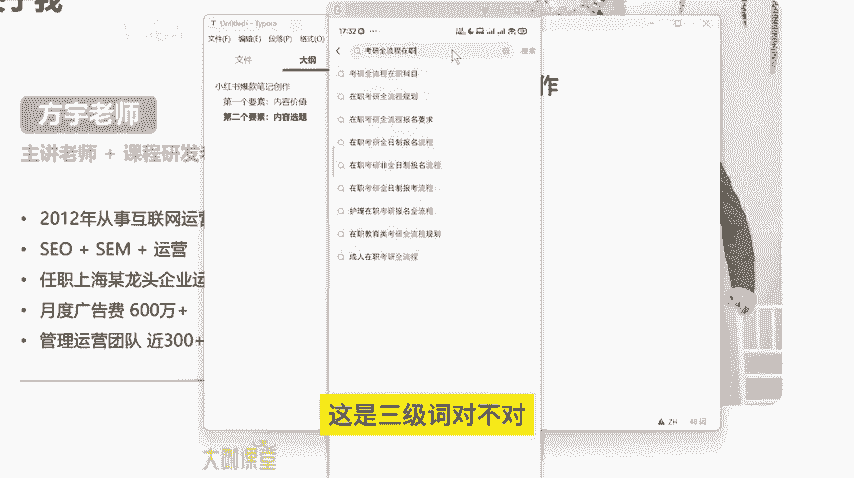 方宇老师
主讲老师 + 课程研发
• 2012年从事互联网运营
• SEO + SEM + 运营
• 任职上海某龙头企业运
• 月度广告费 600万+
• 管理运营团队 近300+
Untitled - Typora
文件(F) 编辑(E) 段落(P) 格式(O)
文件 大纲
小红书爆款笔记创作
第一个要素：内容价值
第二个要素：内容选题
17:32
考研全流程在职
搜索
考研全流程在职科目
在职考研全流程规划
在职考研全流程报名要求
在职考研全日制报名流程
在职考研非全日制报名流程
在职考研全日制报考流程
护理在职考研报名全流程
在职教育类考研全流程规划
成人在职考研全流程
作
ZH 48 词
这是三级词对不对